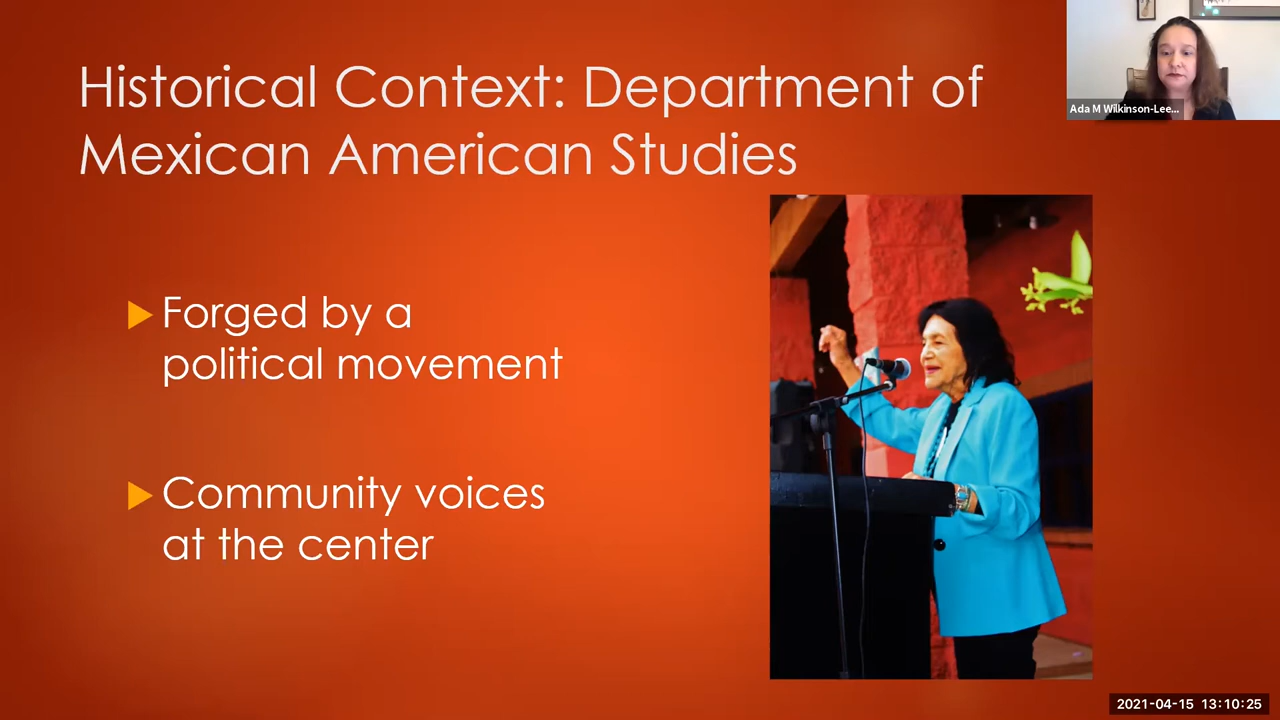 Historical Context: Department of
Mexican American Studies
Ada M Wilkinson-Lee...
Forged by a
political movement
Community voices
at the center
2021-04-15 13:10:25